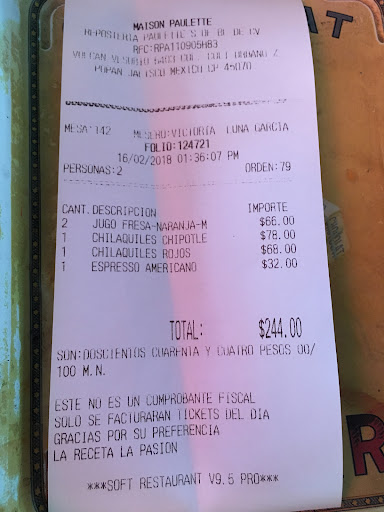 MAISON PAULETTE
REPOSTERIA PAULETTE S DE RL DE CV
RFC:RPA110905HB3
VOLCAN VESUBIO 6403 COL. COLI URBANO Z
POPAN JALISCO MEXICO CP 45070
MESA:T42 MESERO:VICTORIA LUNA GARCIA
FOLIO:124721
16/02/2018 01:36:07 PM
PERSONAS:2 ORDEN:79
CANT. DESCRIPCION IMPORTE
2 JUGO FRESA-NARANJA-M $66.00
1 CHILAQUILES CHIPOTLE $78.00
1 CHILAQUILES ROJOS $68.00
1 ESPRESSO AMERICANO $32.00
TOTAL: $244.00
SON:DOSCIENTOS CUARENTA Y CUATRO PESOS 00/
100 M.N.
ESTE NO ES UN COMPROBANTE FISCAL
SOLO SE FACTURARAN TICKETS DEL DIA
GRACIAS POR SU PREFERENCIA
LA RECETA LA PASION
***SOFT RESTAURANT V9.5 PRO***